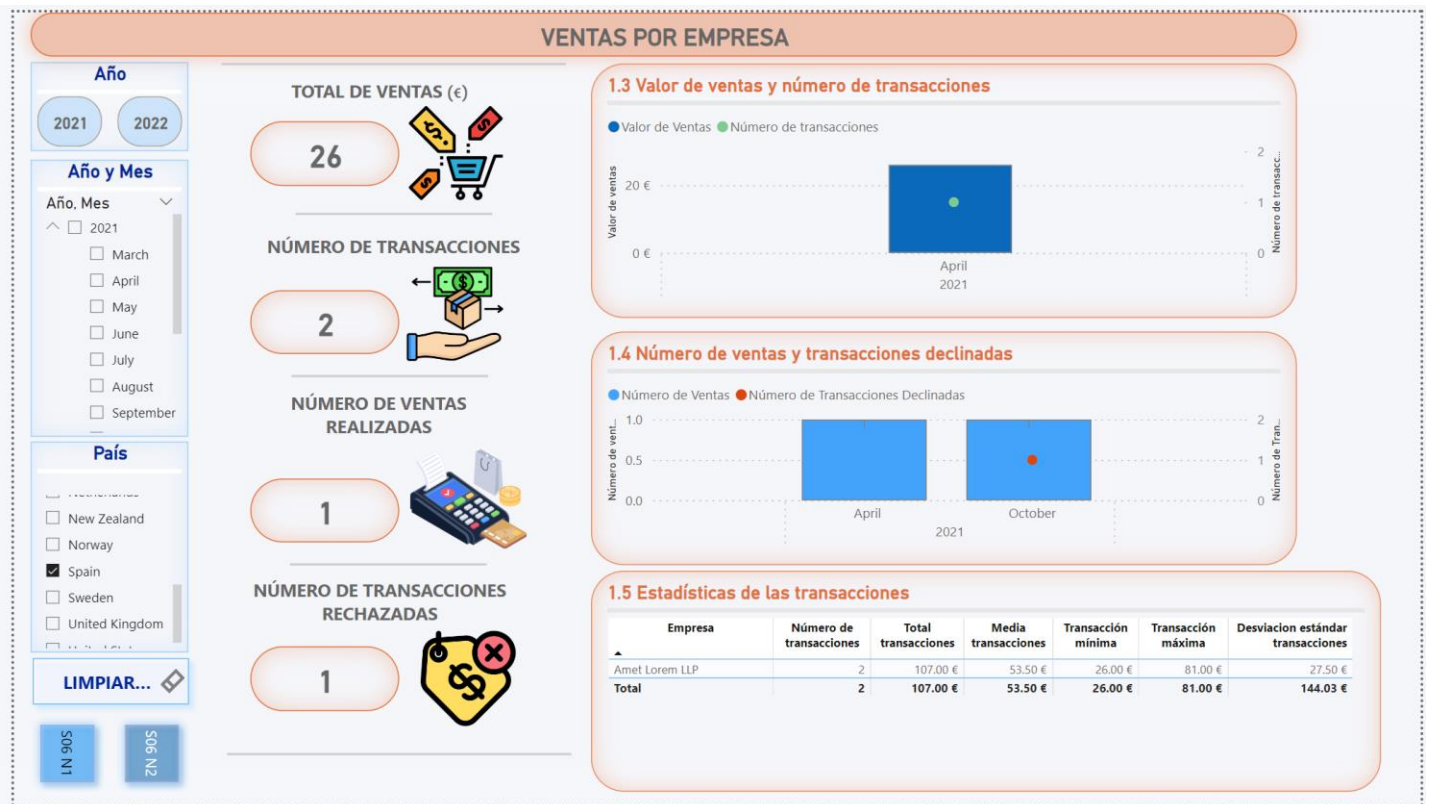 VENTAS POR EMPRESA
Año
2021
2022
Año y Mes
Año, Mes
2021
March
April
May
June
July
August
September
País
New Zealand
Norway
Spain
Sweden
United Kingdom
LIMPIAR...
S06 N1
S06 N2
TOTAL DE VENTAS (€)
26
NÚMERO DE TRANSACCIONES
2
NÚMERO DE VENTAS
REALIZADAS
1
NÚMERO DE TRANSACCIONES
RECHAZADAS
1
1.3 Valor de ventas y número de transacciones
Valor de Ventas Número de transacciones
Valor de ventas
20 €
0 €
April
2021
2
1
0
Número de transacc...
1.4 Número de ventas y transacciones declinadas
Número de Ventas Número de Transacciones Declinadas
Número de vent...
1.0
0.5
0.0
April October
2021
2
1
0
Número de Tran...
1.5 Estadísticas de las transacciones
Empresa Número de transacciones Total transacciones Media transacciones Transacción mínima Transacción máxima Desviacion estándar transacciones
Amet Lorem LLP 2 107.00 € 53.50 € 26.00 € 81.00 € 27.50 €
Total 2 107.00 € 53.50 € 26.00 € 81.00 € 144.03 €